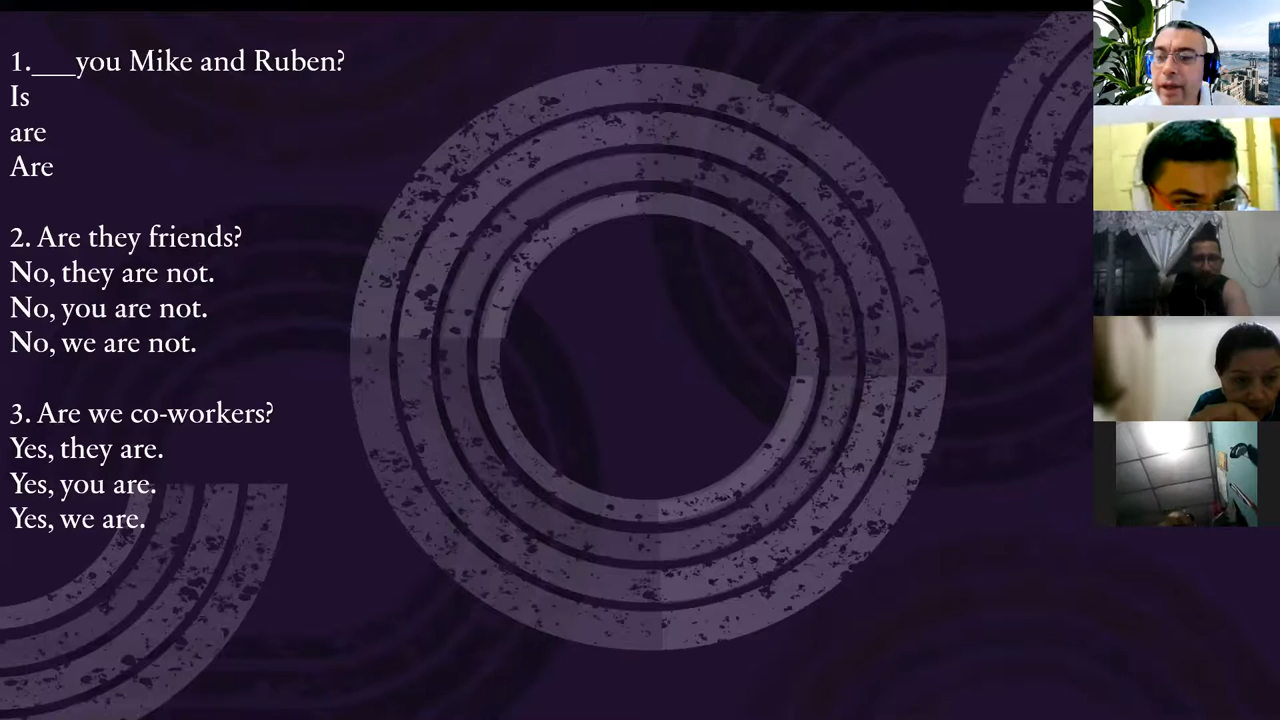 1.___you Mike and Ruben?
Is
are
Are
2. Are they friends?
No, they are not.
No, you are not.
No, we are not.
3. Are we co-workers?
Yes, they are.
Yes, you are.
Yes, we are.